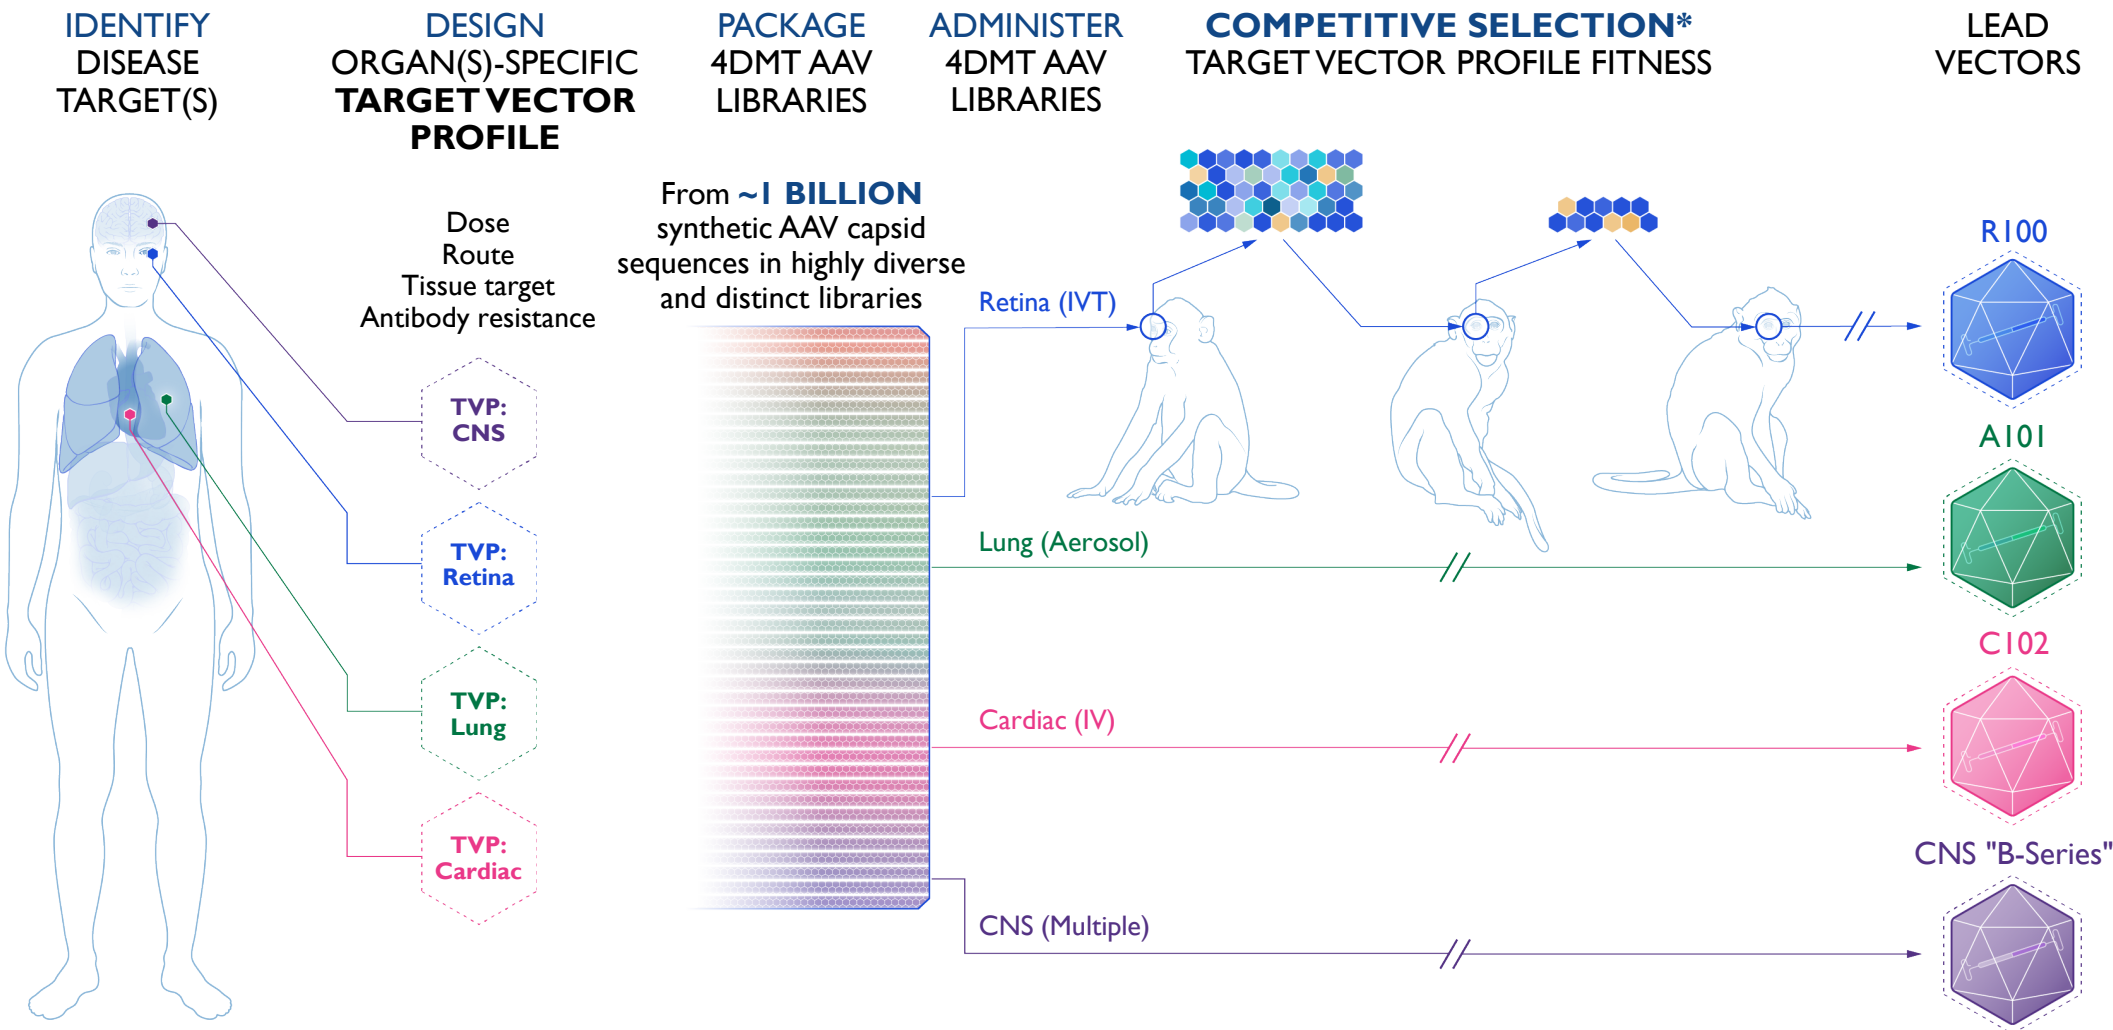 IDENTIFY
DISEASE
TARGET(S)
DESIGN
ORGAN(S)-SPECIFIC
TARGET VECTOR
PROFILE
PACKAGE
4DMT AAV
LIBRARIES
ADMINISTER
4DMT AAV
LIBRARIES
COMPETITIVE SELECTION*
TARGET VECTOR PROFILE FITNESS
LEAD
VECTORS
Dose
Route
Tissue target
Antibody resistance
TVP:
CNS
TVP:
Retina
TVP:
Lung
TVP:
Cardiac
From ~1 BILLION
synthetic AAV capsid
sequences in highly diverse
and distinct libraries
Retina (IVT)
Lung (Aerosol)
Cardiac (IV)
CNS (Multiple)
R100
A101
C102
CNS "B-Series"